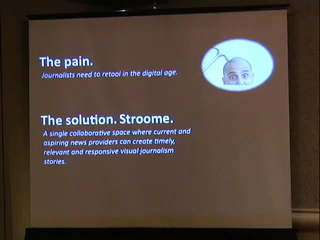 The pain.
Journalists need to retool in the digital age.
The solution. Stroome.
A single collaborative space where current and
aspiring news providers can create timely,
relevant and responsive visual journalism
stories.